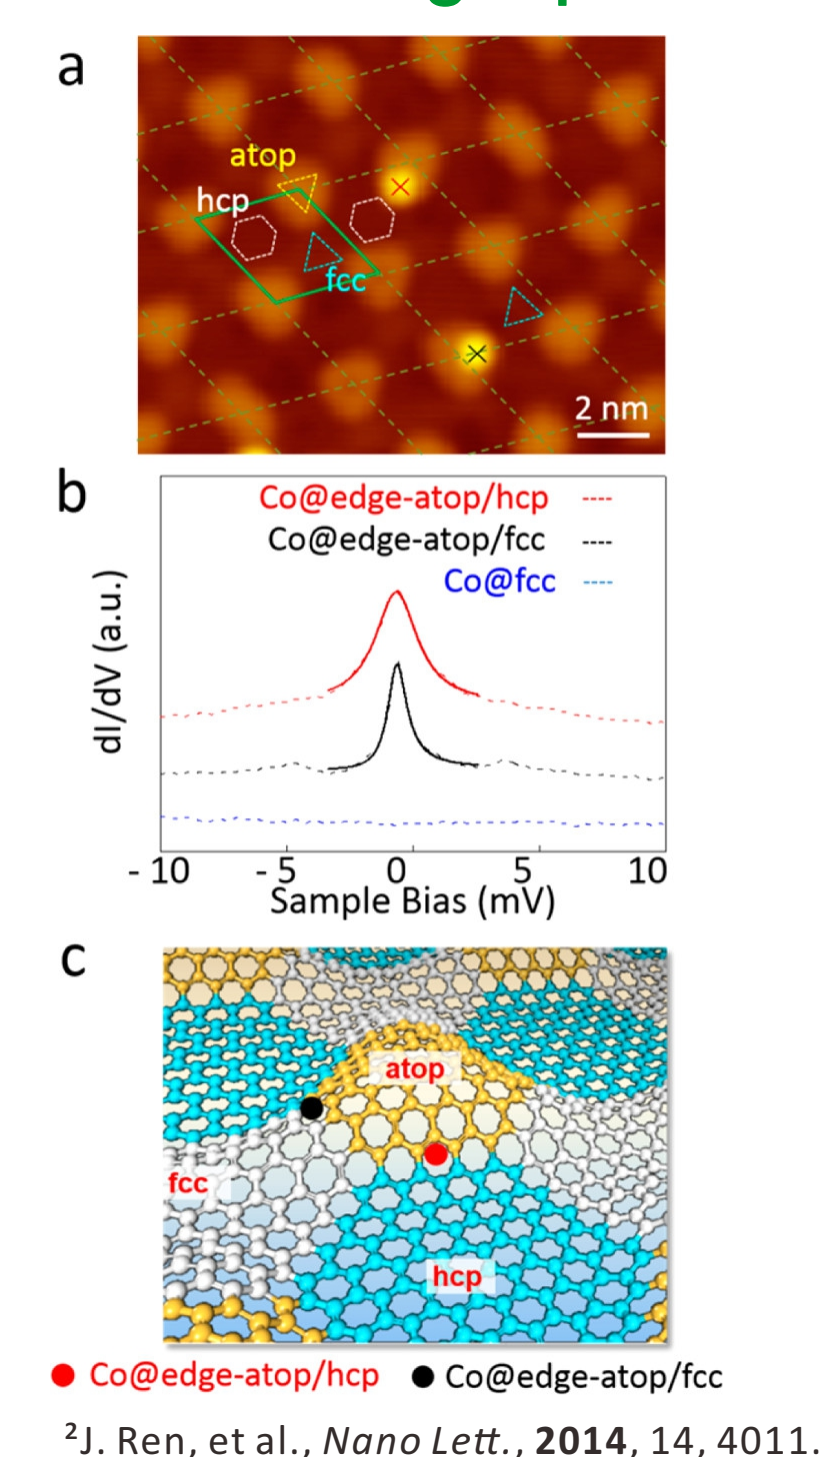 a
atop
hcp
fcc
2 nm
b
Co@edge-atop/hcp ----
Co@edge-atop/fcc ----
Co@fcc ----
dI/dV (a.u.)
- 10 - 5 0 5 10
Sample Bias (mV)
c
atop
fcc
hcp
Co@edge-atop/hcp Co@edge-atop/fcc
²J. Ren, et al., Nano Lett., 2014, 14, 4011.